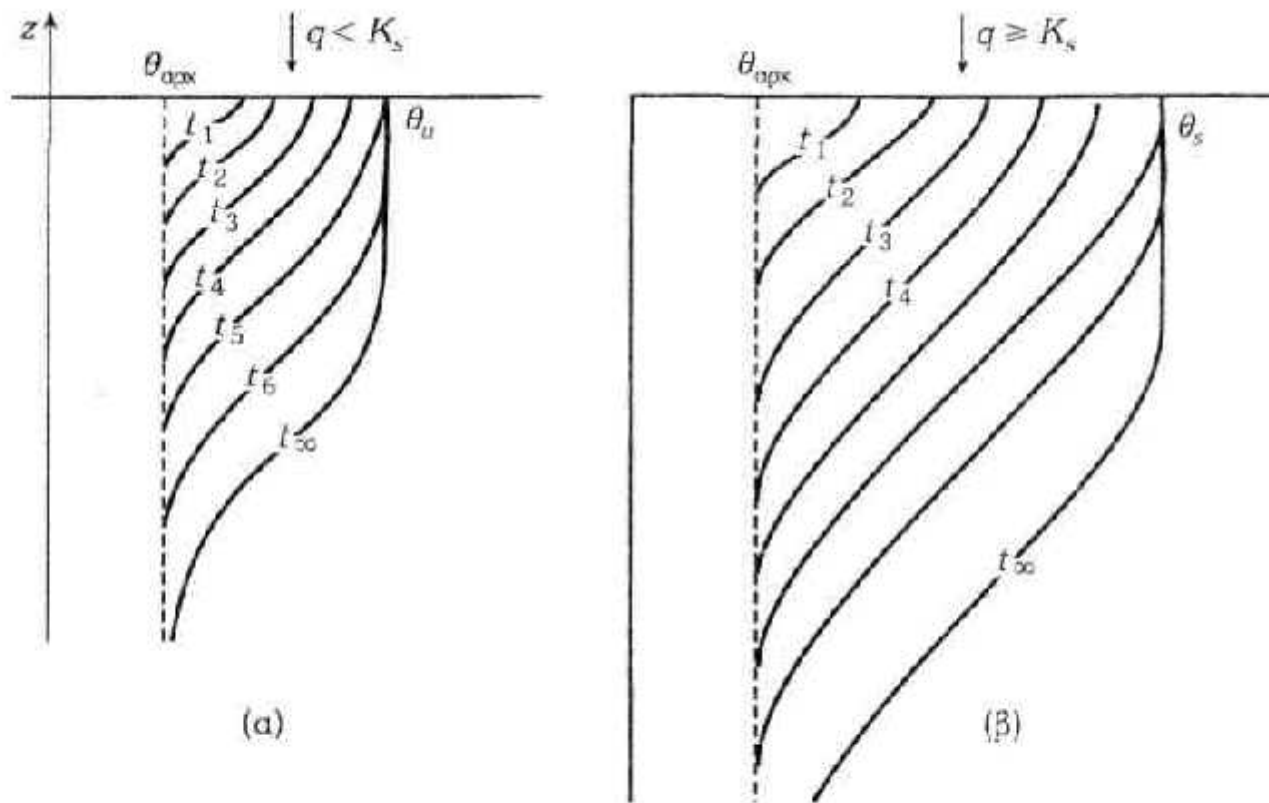 z
q < Kₛ
θαρχ
θᵤ
t₁
t₂
t₃
t₄
t₅
t₆
t∞
(α)
q ⩾ Kₛ
θαρχ
θₛ
t₁
t₂
t₃
t₄
t∞
(β)